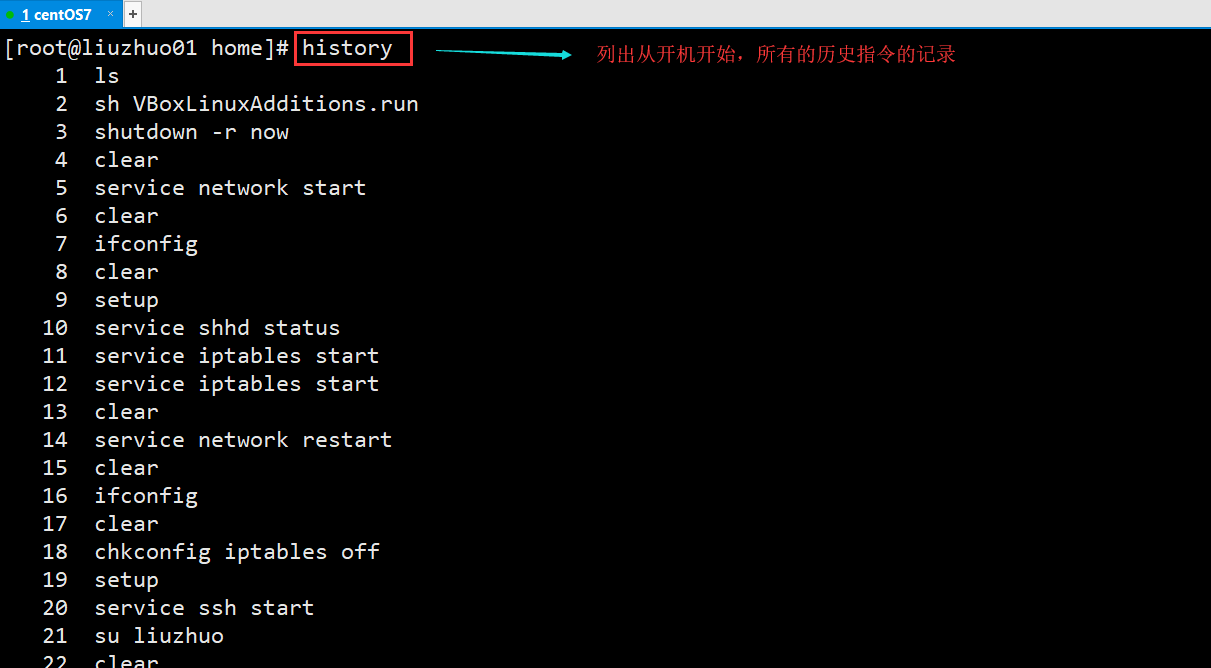 1 centOS7 × +
[root@liuzhuo01 home]# history 列出从开机开始，所有的历史指令的记录
1 ls
2 sh VBoxLinuxAdditions.run
3 shutdown -r now
4 clear
5 service network start
6 clear
7 ifconfig
8 clear
9 setup
10 service shhd status
11 service iptables start
12 service iptables start
13 clear
14 service network restart
15 clear
16 ifconfig
17 clear
18 chkconfig iptables off
19 setup
20 service ssh start
21 su liuzhuo
22 clear